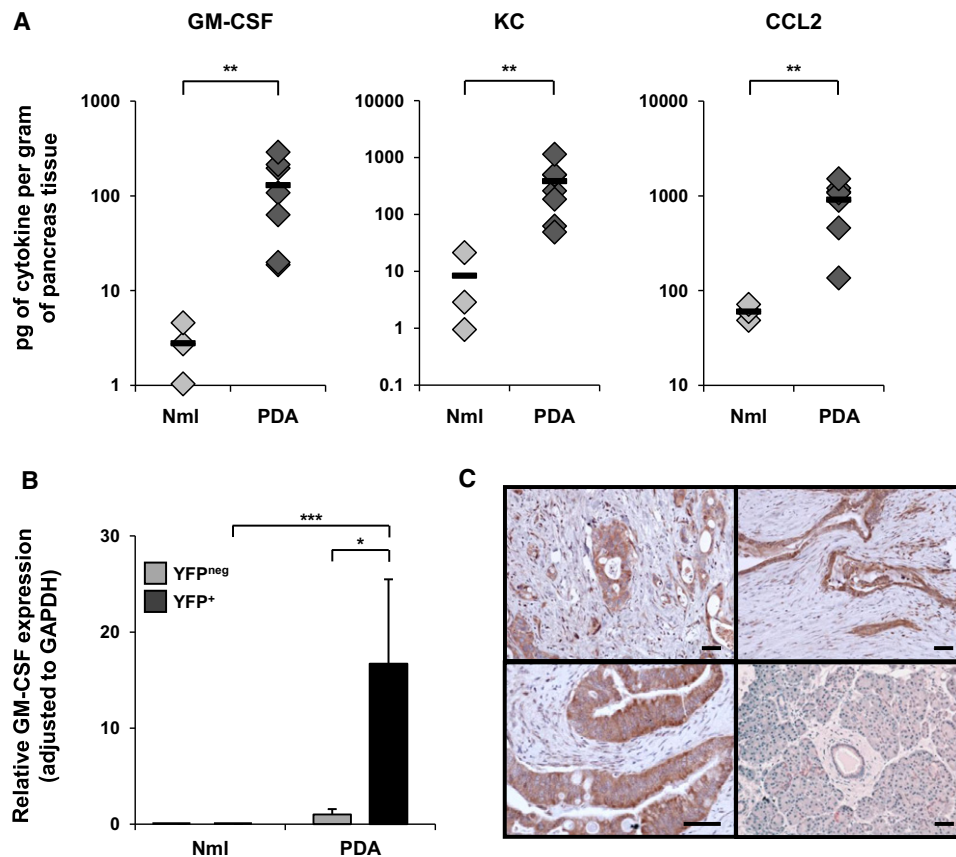 A
GM-CSF
KC
CCL2
pg of cytokine per gram
of pancreas tissue
**
1000
100
10
1
Nml
PDA
**
10000
1000
100
10
1
0.1
Nml
PDA
**
10000
1000
100
10
Nml
PDA
B
Relative GM-CSF expression
(adjusted to GAPDH)
30
20
10
0
YFPneg
YFP+
***
*
Nml
PDA
C